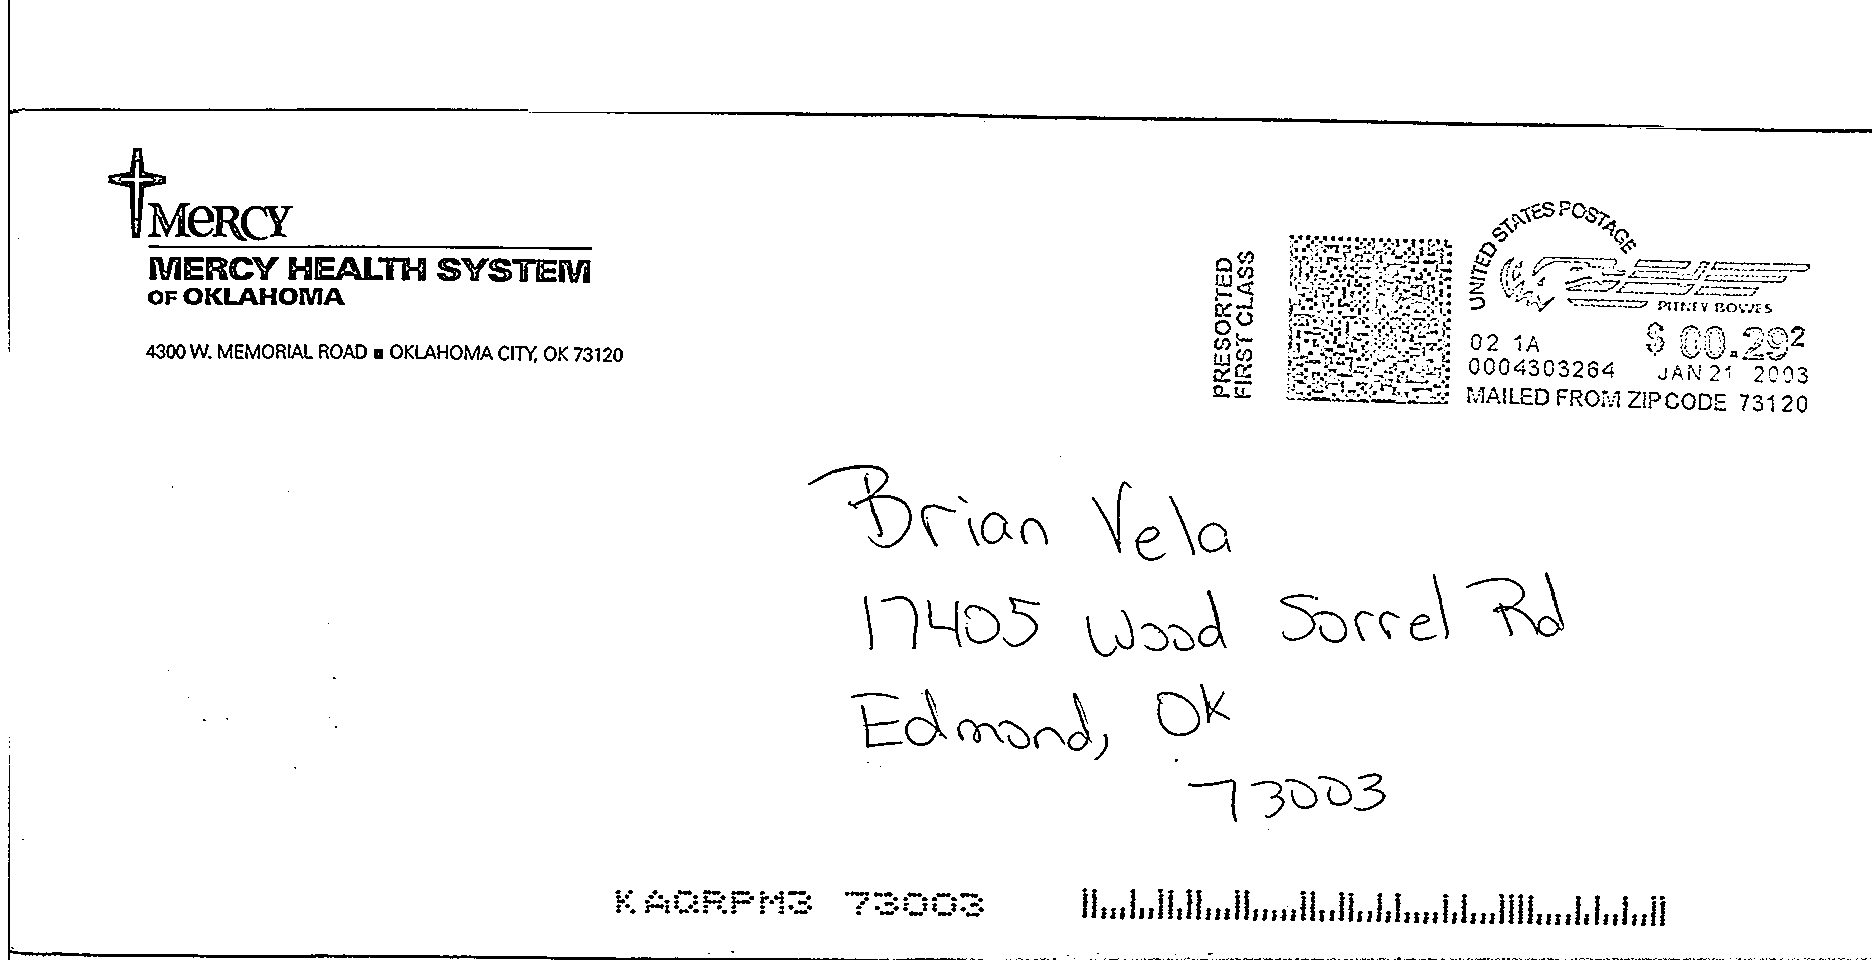 MERCY
MERCY HEALTH SYSTEM
OF OKLAHOMA
4300 W. MEMORIAL ROAD ■ OKLAHOMA CITY, OK 73120
PRESORTED
FIRST CLASS
UNITED STATES POSTAGE
PITNEY BOWES
02 1A $ 00.29²
0004303264 JAN 21 2003
MAILED FROM ZIP CODE 73120
Brian Vela
17405 Wood Sorrel Rd
Edmond, Ok
73003
KAQRPM3 73003